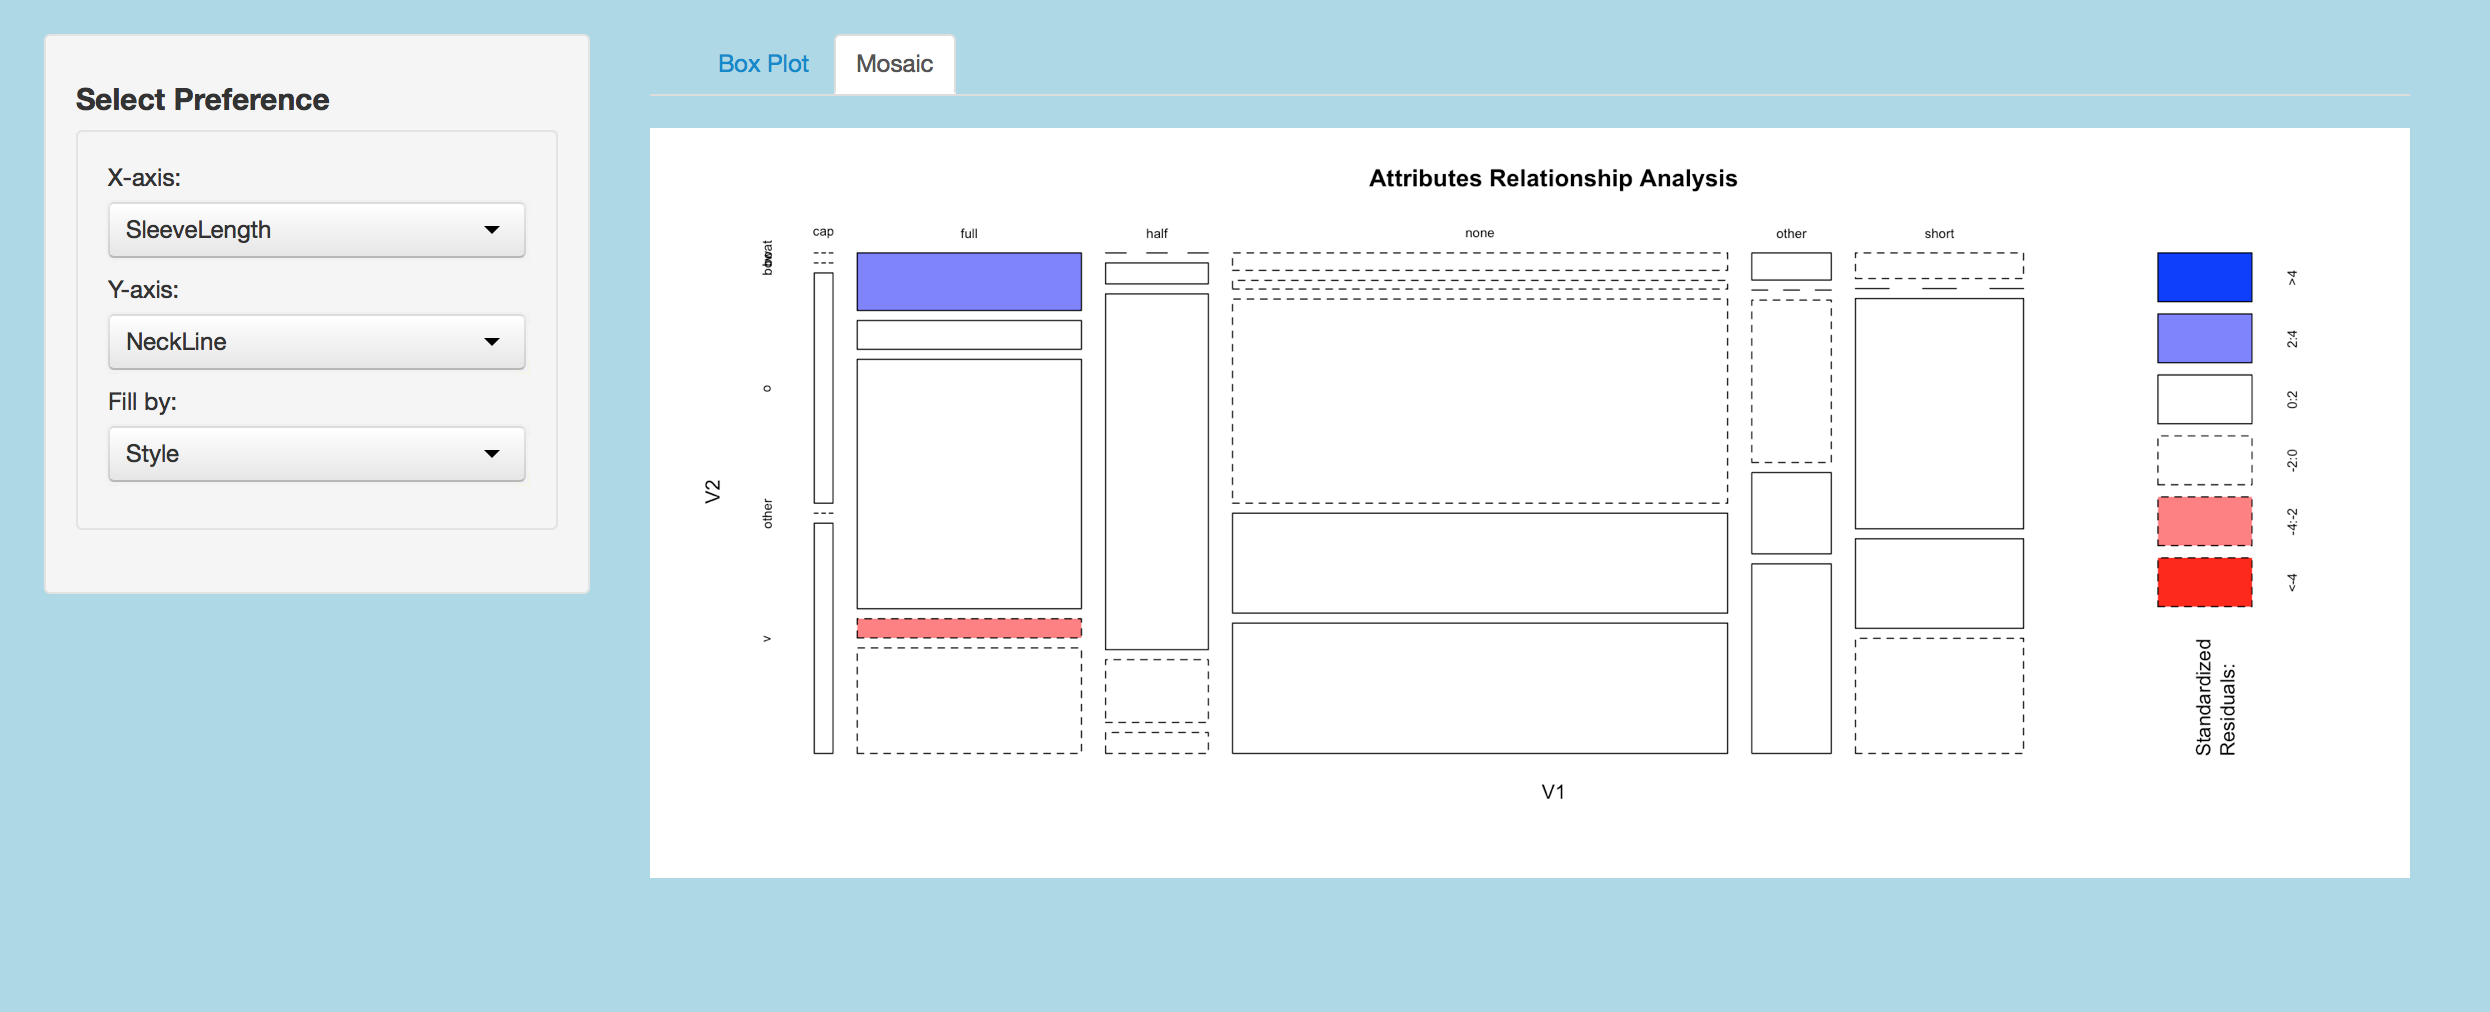 Select Preference
X-axis:
SleeveLength
Y-axis:
NeckLine
Fill by:
Style
Box Plot
Mosaic
Attributes Relationship Analysis
cap
full
half
none
other
short
o
other
v
V2
V1
>4
2:4
0:2
-2:0
-4:-2
<-4
Standardized
Residuals: